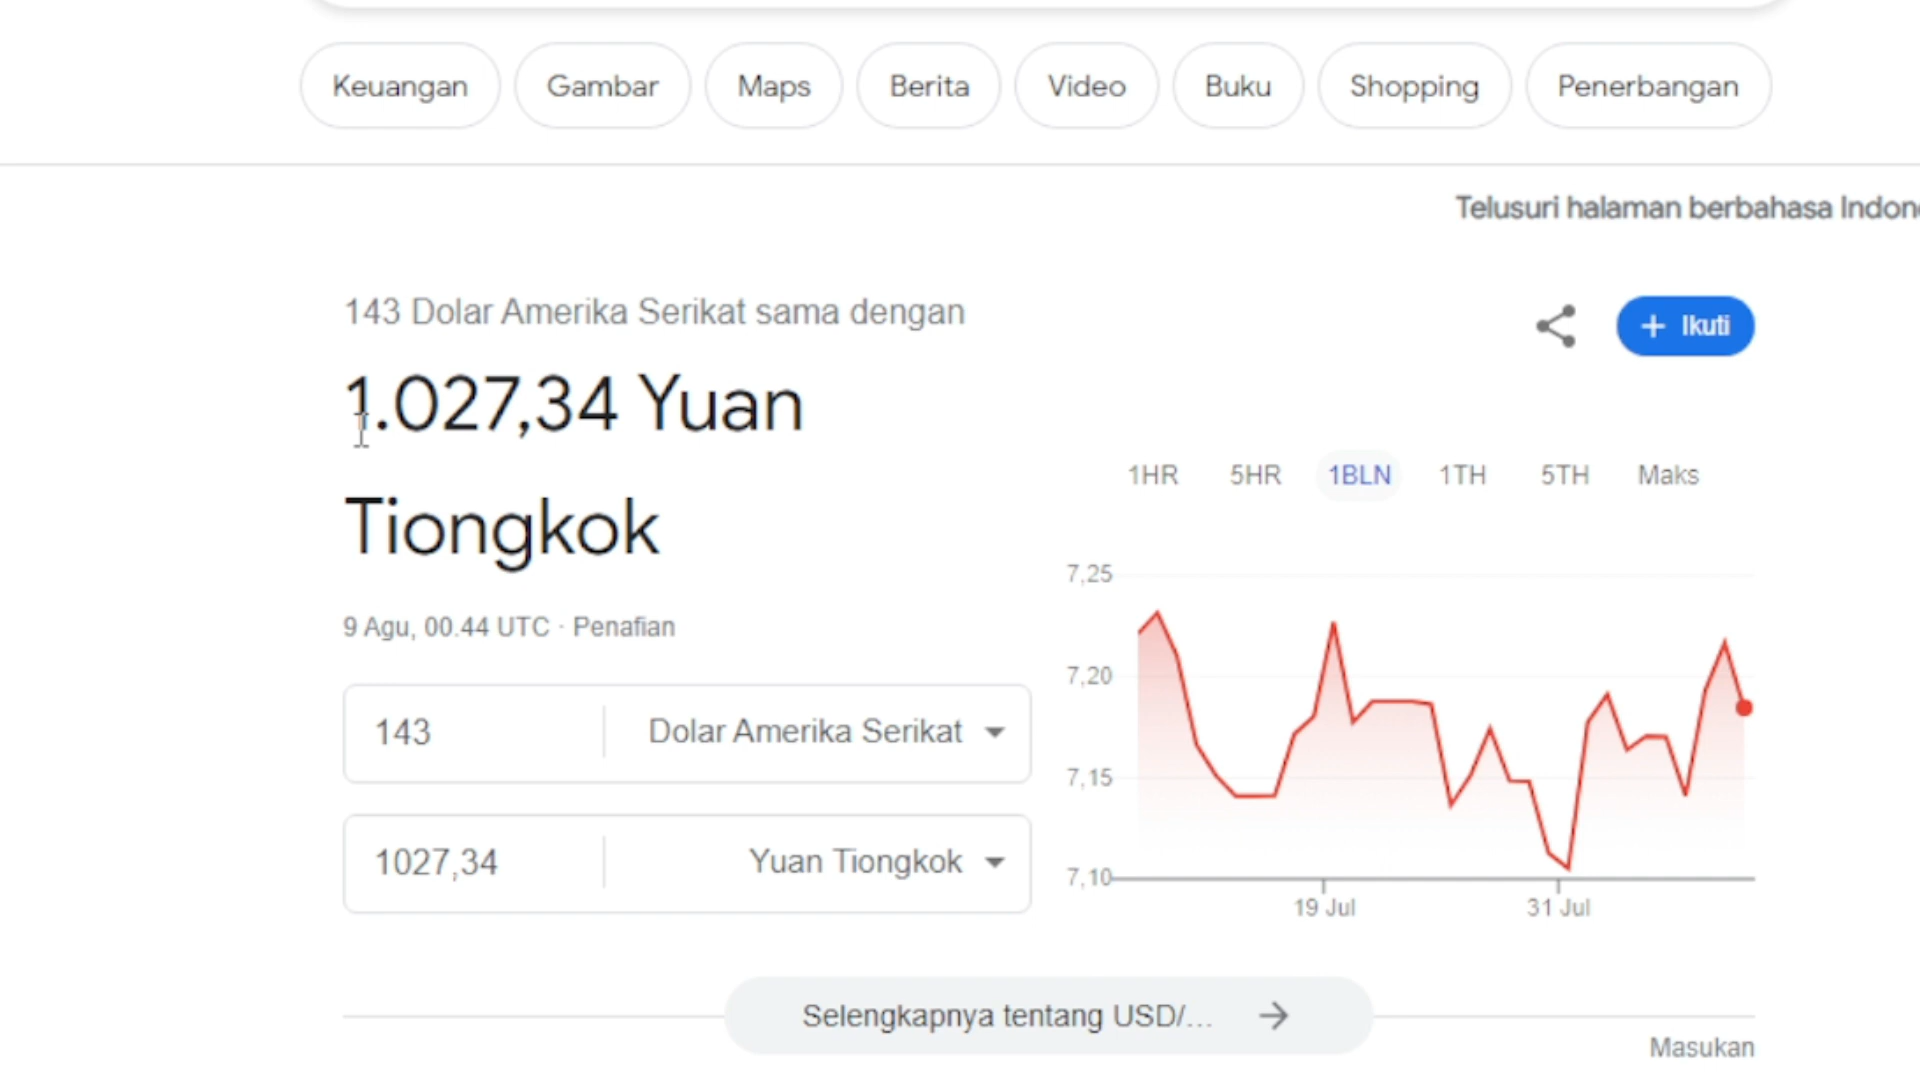 Keuangan Gambar Maps Berita Video Buku Shopping Penerbangan
Telusuri halaman berbahasa Indon
143 Dolar Amerika Serikat sama dengan
+ Ikuti
1.027,34 Yuan
Tiongkok
9 Agu, 00.44 UTC · Penafian
143 Dolar Amerika Serikat
1027,34 Yuan Tiongkok
1HR 5HR 1BLN 1TH 5TH Maks
7,25
7,20
7,15
7,10
19 Jul 31 Jul
Selengkapnya tentang USD/...
Masukan